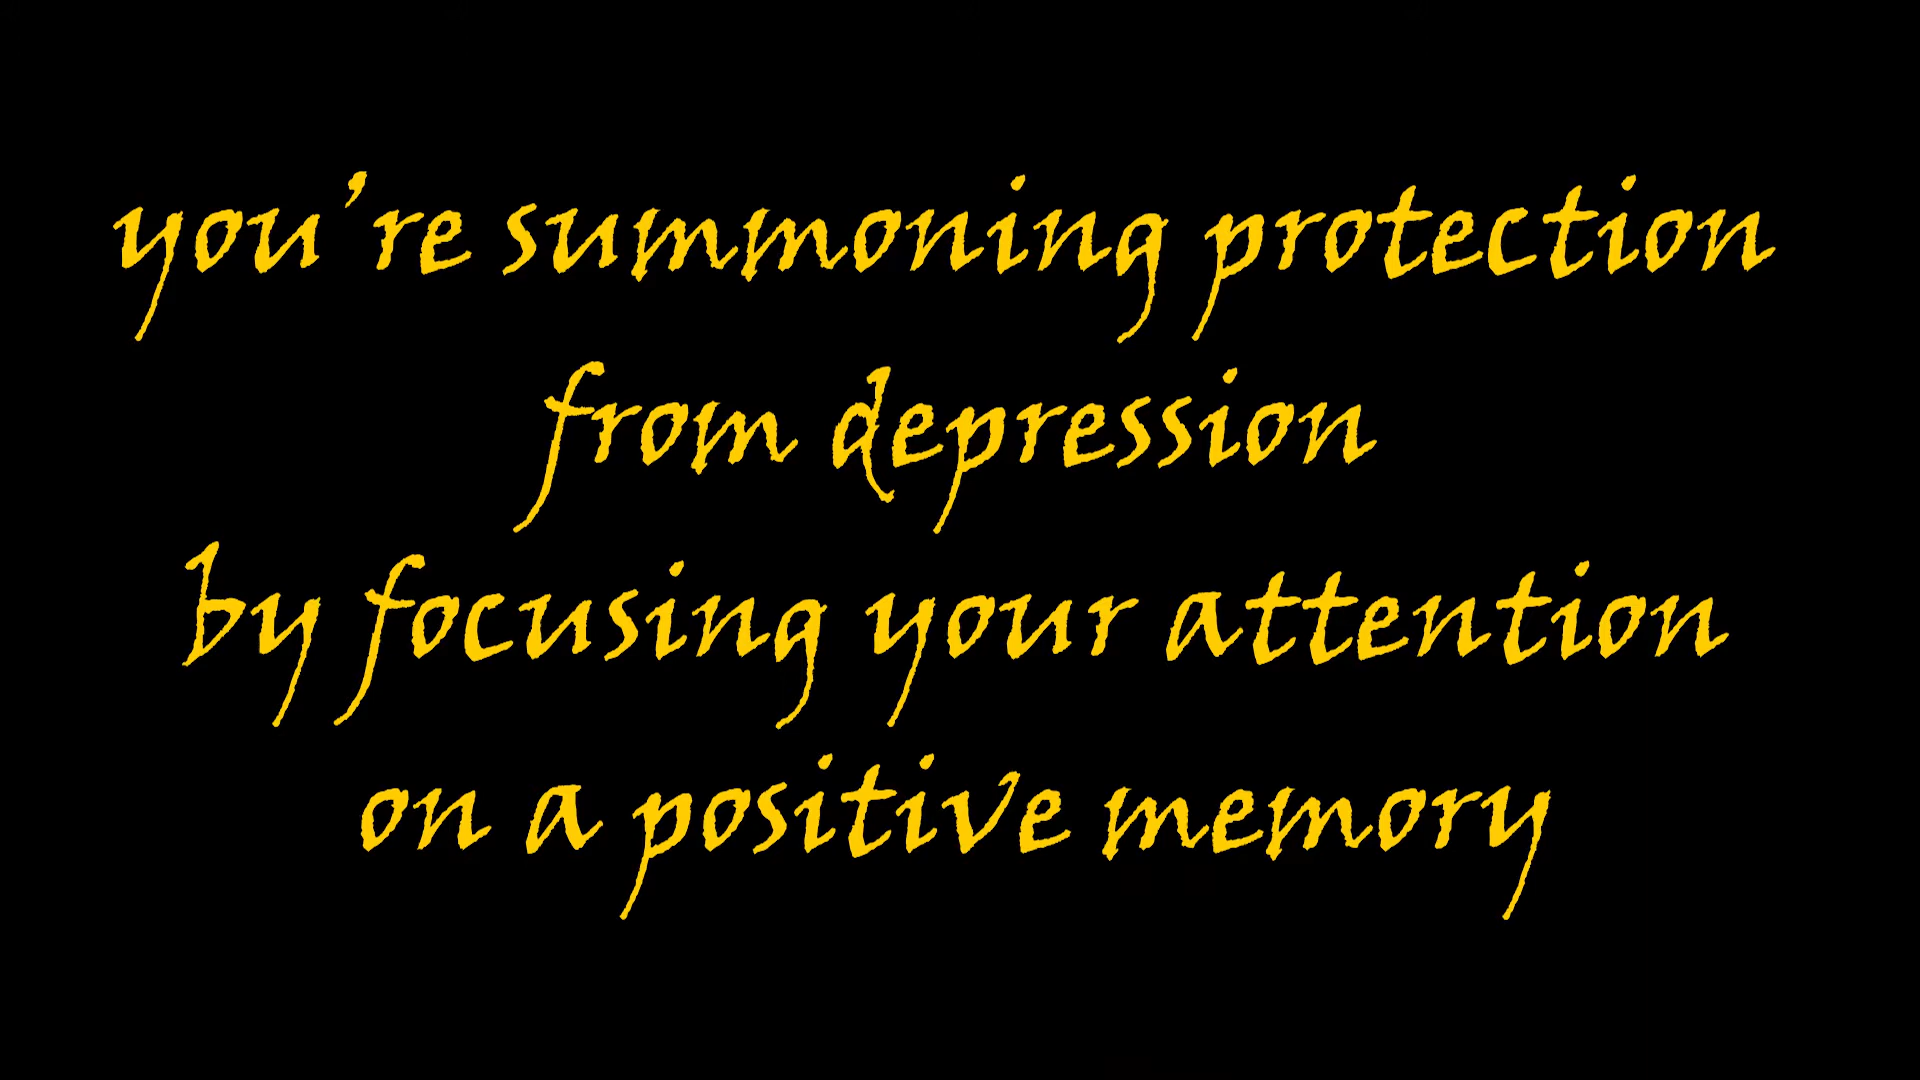 you're summoning protection
from depression
by focusing your attention
on a positive memory